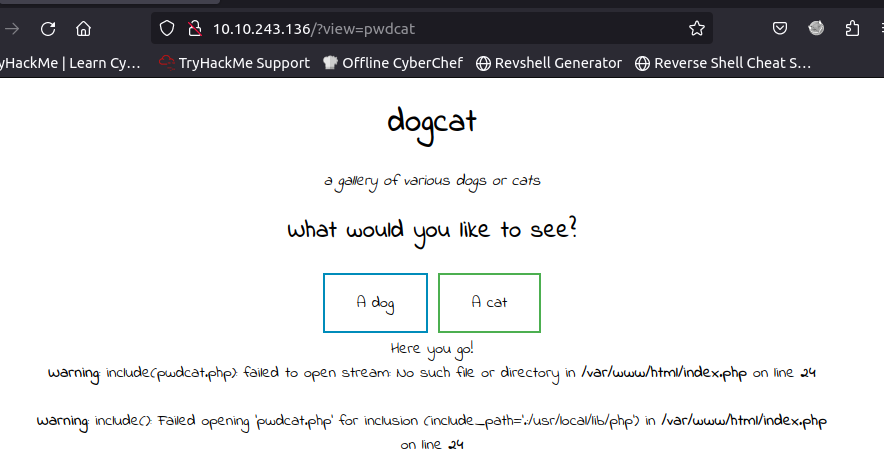 10.10.243.136/?view=pwdcat
yHackMe | Learn Cy… TryHackMe Support Offline CyberChef Revshell Generator Reverse Shell Cheat S…
dogcat
a gallery of various dogs or cats
What would you like to see?
A dog A cat
Here you go!
Warning: include(pwdcat.php): failed to open stream: No such file or directory in /var/www/html/index.php on line 24
Warning: include(): Failed opening 'pwdcat.php' for inclusion (include_path='.:/usr/local/lib/php') in /var/www/html/index.php
on line 24